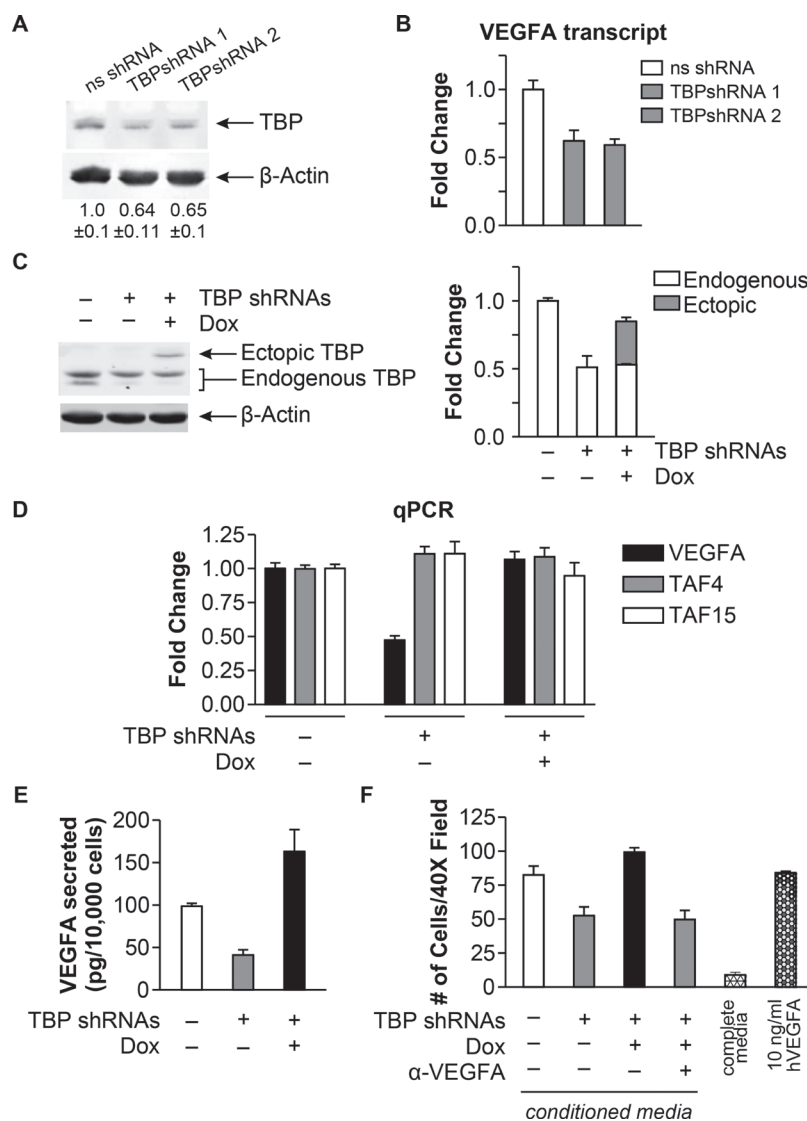 A
ns shRNA
TBPshRNA 1
TBPshRNA 2
TBP
β-Actin
1.0 0.64 0.65
±0.1 ±0.11 ±0.1
B
VEGFA transcript
Fold Change
1.0
0.5
0.0
ns shRNA
TBPshRNA 1
TBPshRNA 2
C
– + + TBP shRNAs
– – + Dox
Ectopic TBP
Endogenous TBP
β-Actin
Fold Change
1.0
0.5
0.0
Endogenous
Ectopic
– + + TBP shRNAs
– – + Dox
D
qPCR
Fold Change
1.25
1.00
0.75
0.50
0.25
0.00
VEGFA
TAF4
TAF15
TBP shRNAs – + +
Dox – – +
E
VEGFA secreted
(pg/10,000 cells)
200
150
100
50
0
TBP shRNAs – + +
Dox – – +
F
# of Cells/40X Field
125
100
75
50
25
0
TBP shRNAs – + + +
Dox – – + +
α-VEGFA – – – +
conditioned media
complete
media
10 ng/ml
hVEGFA